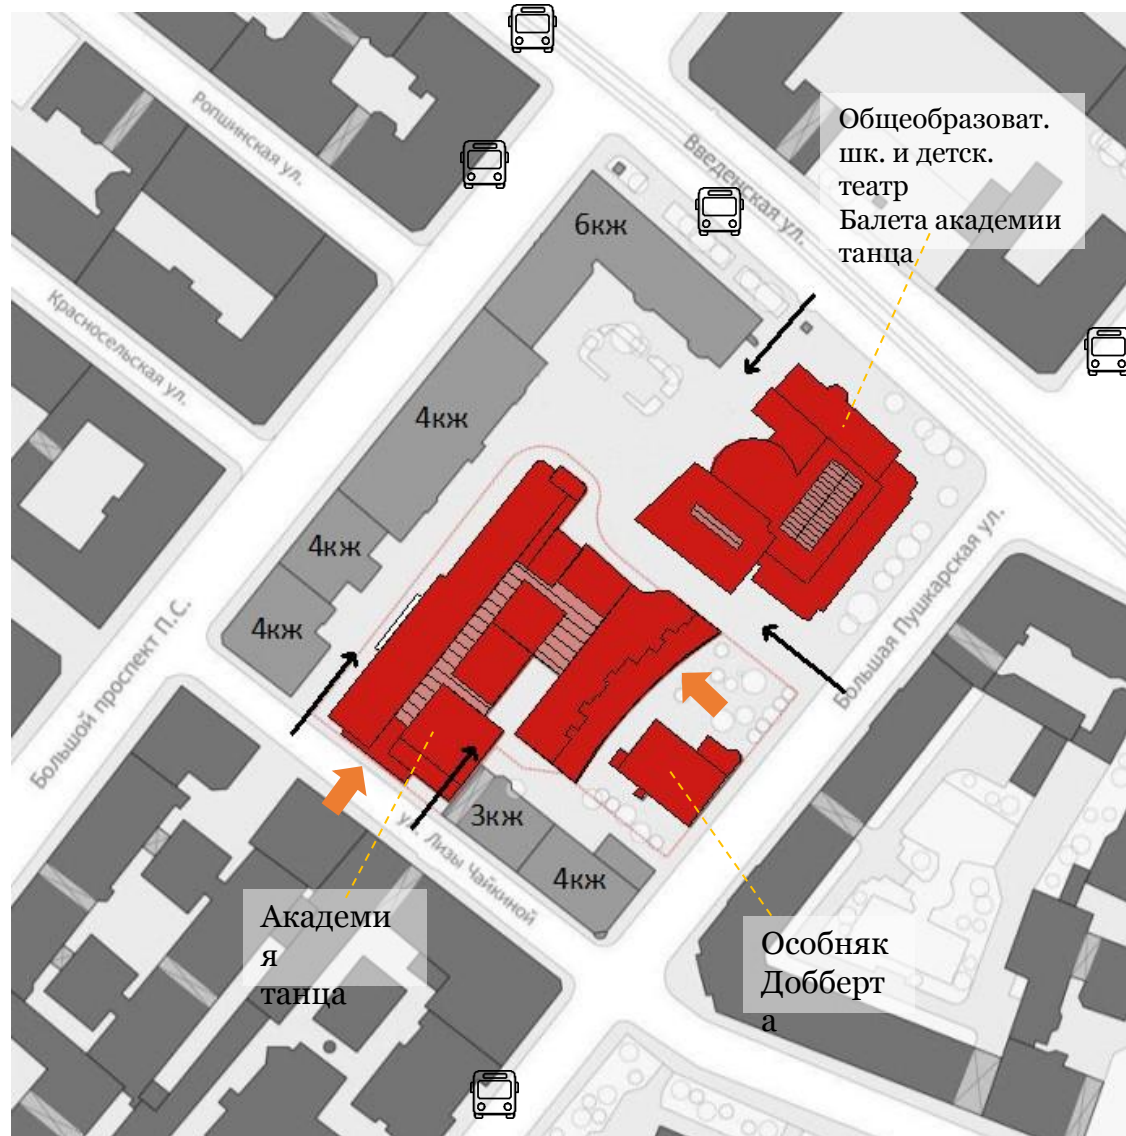 Ропшинская ул.
Введенская ул.
Общеобразоват.
шк. и детск.
театр
Балета академии
танца
6кж
Красносельская ул.
4кж
4кж
4кж
Большая Пушкарская ул.
Большой проспект П.С.
3кж
ул. Лизы Чайкиной
4кж
Академи
я
танца
Особняк
Добберт
а